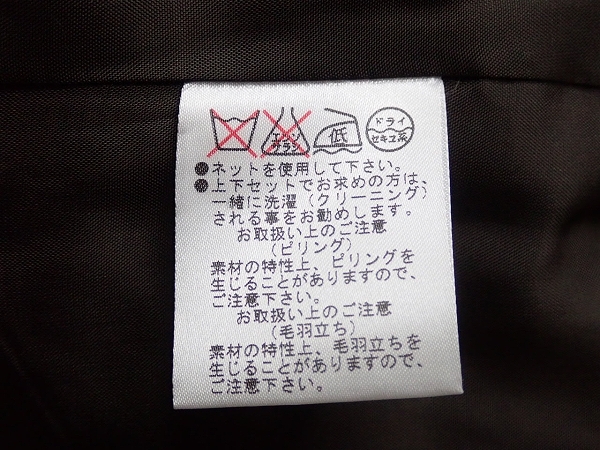 エンソ
サラシ
低
ドライ
セキユ系
●ネットを使用して下さい。
●上下セットでお求めの方は、
一緒に洗濯(クリーニング)
される事をお勧めします。
お取扱い上のご注意
(ピリング)
素材の特性上、ピリングを
生じることがありますので、
ご注意下さい。
お取扱い上のご注意
(毛羽立ち)
素材の特性上、毛羽立ちを
生じることがありますので、
ご注意下さい。